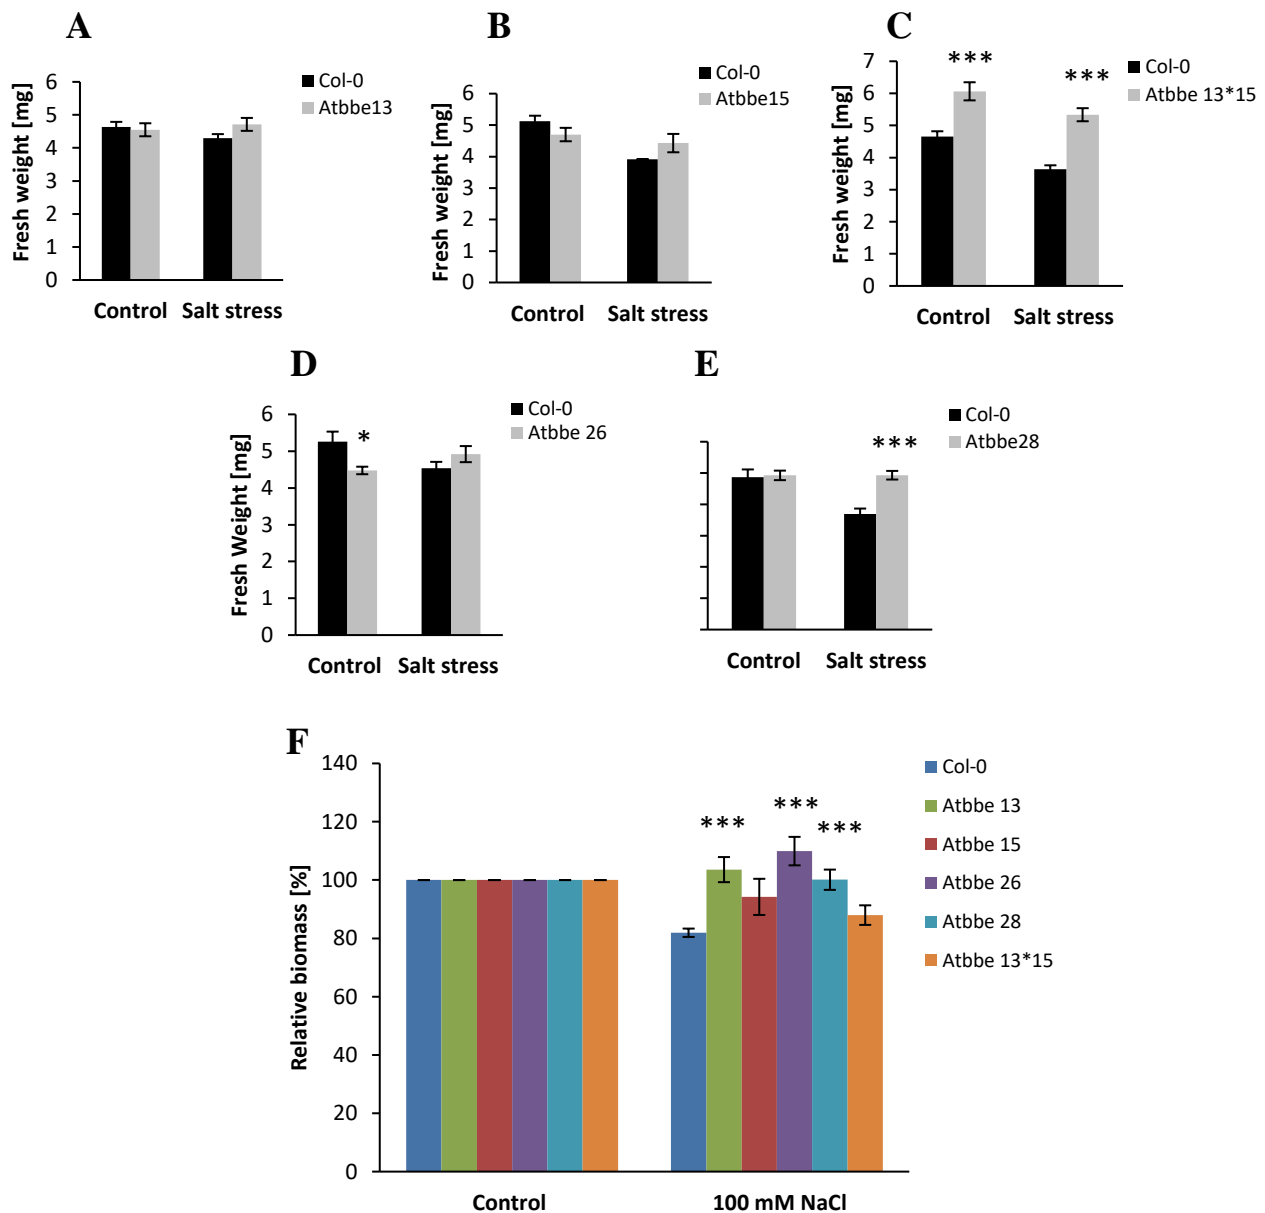 A
Fresh weight [mg]
6
5
4
3
2
1
0
Control Salt stress
Col-0
Atbbe13
B
Fresh weight [mg]
6
5
4
3
2
1
0
Control Salt stress
Col-0
Atbbe15
C
Fresh weight [mg]
7
6
5
4
3
2
1
0
***
***
Control Salt stress
Col-0
Atbbe 13*15
D
Fresh Weight [mg]
6
5
4
3
2
1
0
*
Control Salt stress
Col-0
Atbbe 26
E
***
Control Salt stress
Col-0
Atbbe28
F
Relative biomass [%]
140
120
100
80
60
40
20
0
***
***
***
Control 100 mM NaCl
Col-0
Atbbe 13
Atbbe 15
Atbbe 26
Atbbe 28
Atbbe 13*15